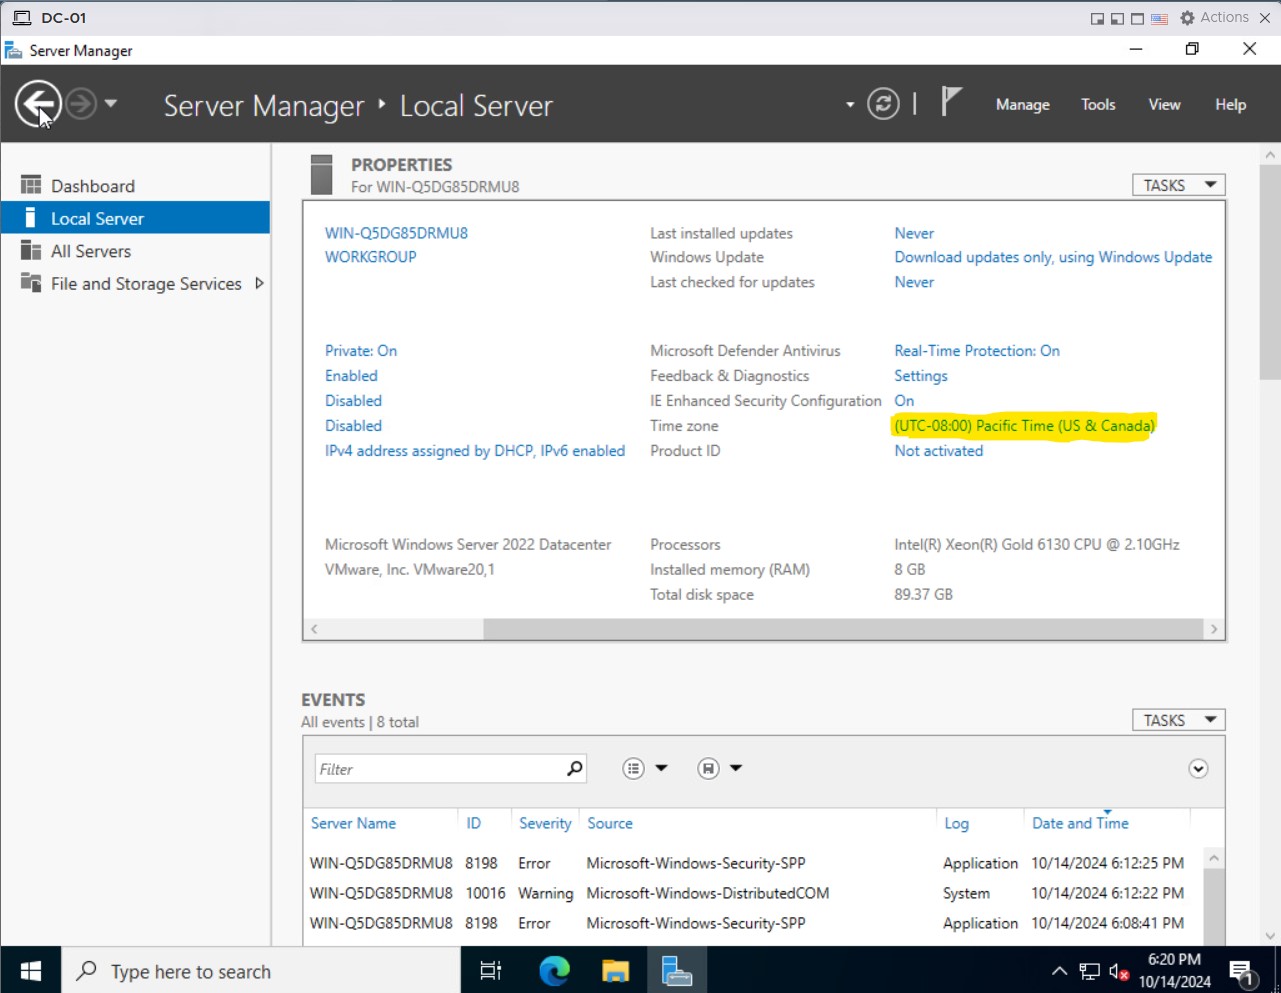 DC-01
Actions
Server Manager
Server Manager
Local Server
Manage
Tools
View
Help
Dashboard
Local Server
All Servers
File and Storage Services
PROPERTIES
For WIN-Q5DG85DRMU8
TASKS
WIN-Q5DG85DRMU8 Last installed updates Never
WORKGROUP Windows Update Download updates only, using Windows Update
Last checked for updates Never
Private: On Microsoft Defender Antivirus Real-Time Protection: On
Enabled Feedback & Diagnostics Settings
Disabled IE Enhanced Security Configuration On
Disabled Time zone (UTC-08:00) Pacific Time (US & Canada)
IPv4 address assigned by DHCP, IPv6 enabled Product ID Not activated
Microsoft Windows Server 2022 Datacenter Processors Intel(R) Xeon(R) Gold 6130 CPU @ 2.10GHz
VMware, Inc. VMware20,1 Installed memory (RAM) 8 GB
Total disk space 89.37 GB
EVENTS
All events | 8 total
TASKS
Filter
Server Name ID Severity Source Log Date and Time
WIN-Q5DG85DRMU8 8198 Error Microsoft-Windows-Security-SPP Application 10/14/2024 6:12:25 PM
WIN-Q5DG85DRMU8 10016 Warning Microsoft-Windows-DistributedCOM System 10/14/2024 6:12:22 PM
WIN-Q5DG85DRMU8 8198 Error Microsoft-Windows-Security-SPP Application 10/14/2024 6:08:41 PM
Type here to search
6:20 PM
10/14/2024
1